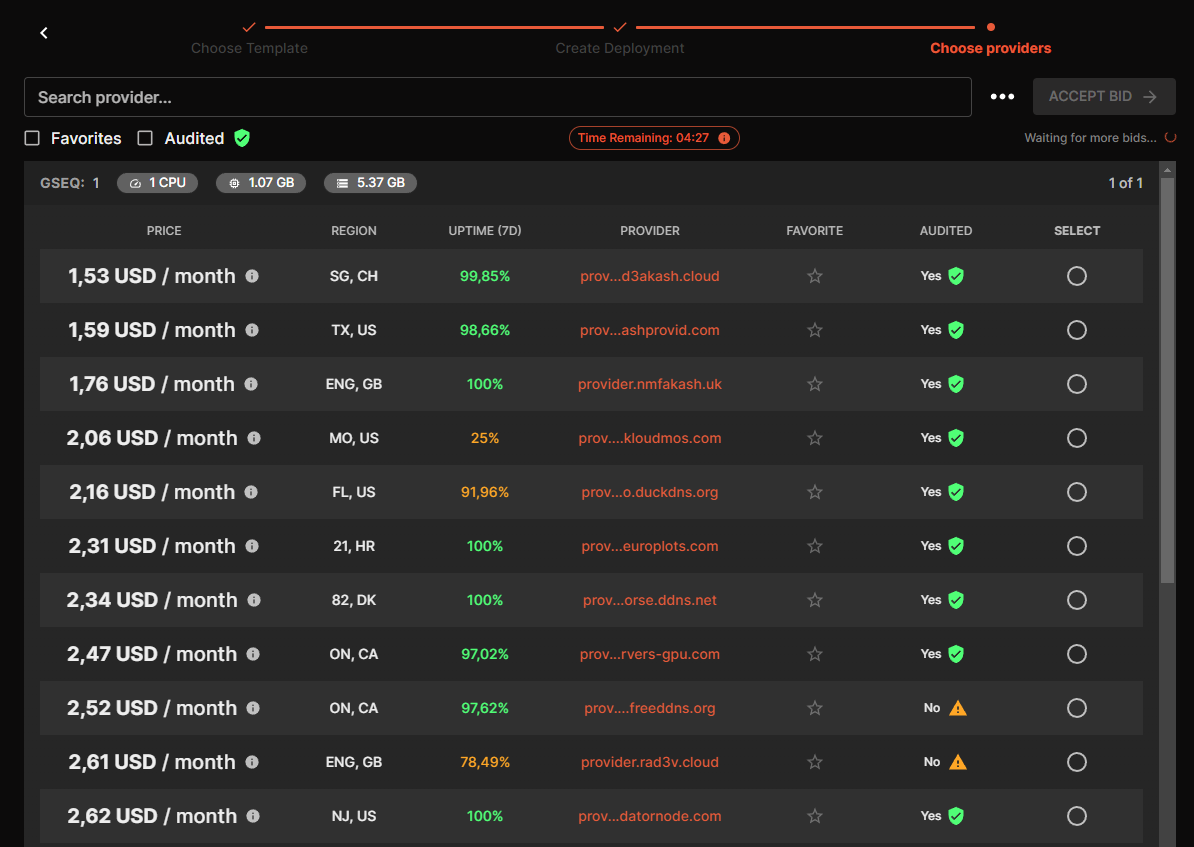 Choose Template Create Deployment Choose providers
Search provider... ACCEPT BID
Favorites Audited Time Remaining: 04:27 Waiting for more bids...
GSEQ: 1 1 CPU 1.07 GB 5.37 GB 1 of 1
PRICE REGION UPTIME (7D) PROVIDER FAVORITE AUDITED SELECT
1,53 USD / month SG, CH 99,85% prov...d3akash.cloud Yes
1,59 USD / month TX, US 98,66% prov...ashprovid.com Yes
1,76 USD / month ENG, GB 100% provider.nmfakash.uk Yes
2,06 USD / month MO, US 25% prov....kloudmos.com Yes
2,16 USD / month FL, US 91,96% prov...o.duckdns.org Yes
2,31 USD / month 21, HR 100% prov...europlots.com Yes
2,34 USD / month 82, DK 100% prov...orse.ddns.net Yes
2,47 USD / month ON, CA 97,02% prov...rvers-gpu.com Yes
2,52 USD / month ON, CA 97,62% prov....freeddns.org No
2,61 USD / month ENG, GB 78,49% provider.rad3v.cloud No
2,62 USD / month NJ, US 100% prov...datornode.com Yes